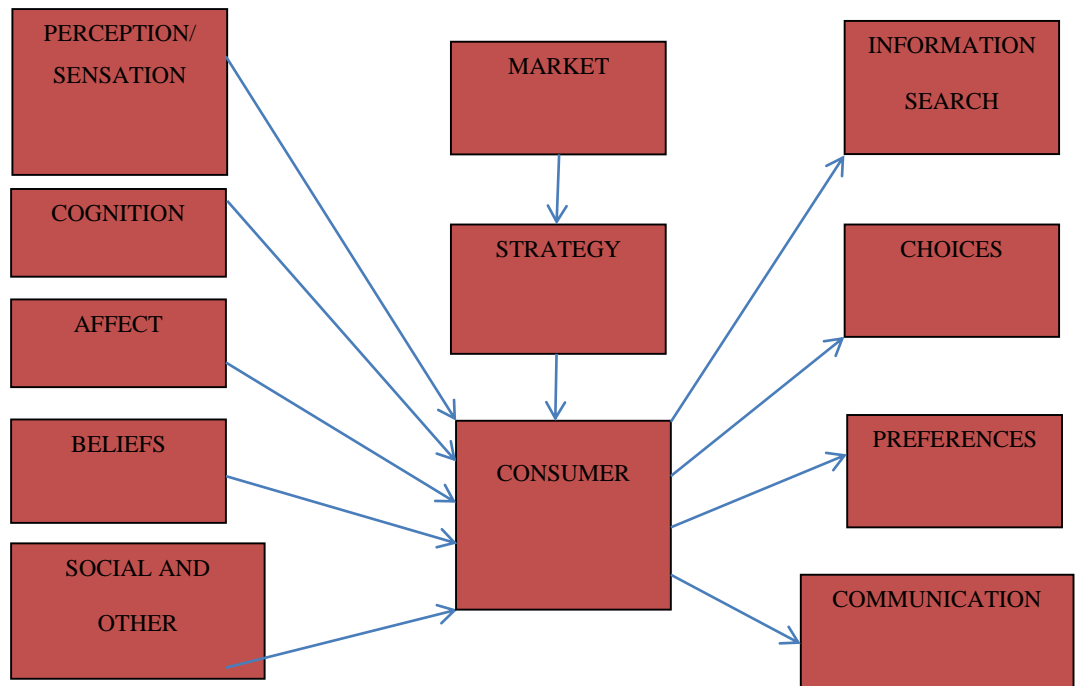 PERCEPTION/
SENSATION
COGNITION
AFFECT
BELIEFS
SOCIAL AND
OTHER
MARKET
STRATEGY
CONSUMER
INFORMATION
SEARCH
CHOICES
PREFERENCES
COMMUNICATION